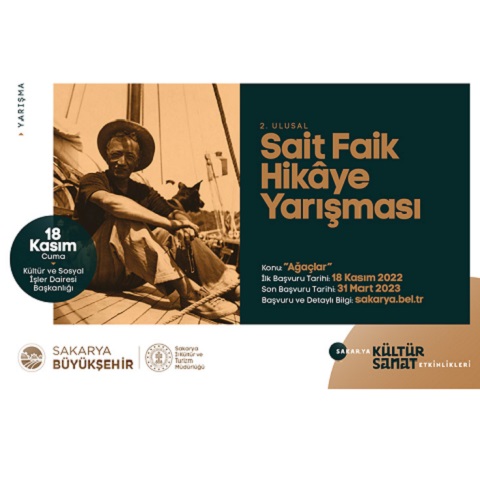 YARIŞMA
2. ULUSAL
Sait Faik
Hikâye
Yarışması
18
Kasım
Cuma
Kültür ve Sosyal
İşler Dairesi
Başkanlığı
Konu: "Ağaçlar"
İlk Başvuru Tarihi: 18 Kasım 2022
Son Başvuru Tarihi: 31 Mart 2023
Başvuru ve Detaylı Bilgi: sakarya.bel.tr
SAKARYA
BÜYÜKŞEHİR
Sakarya
İl Kültür ve
Turizm
Müdürlüğü
SAKARYA KÜLTÜR
SANAT ETKİNLİKLERİ